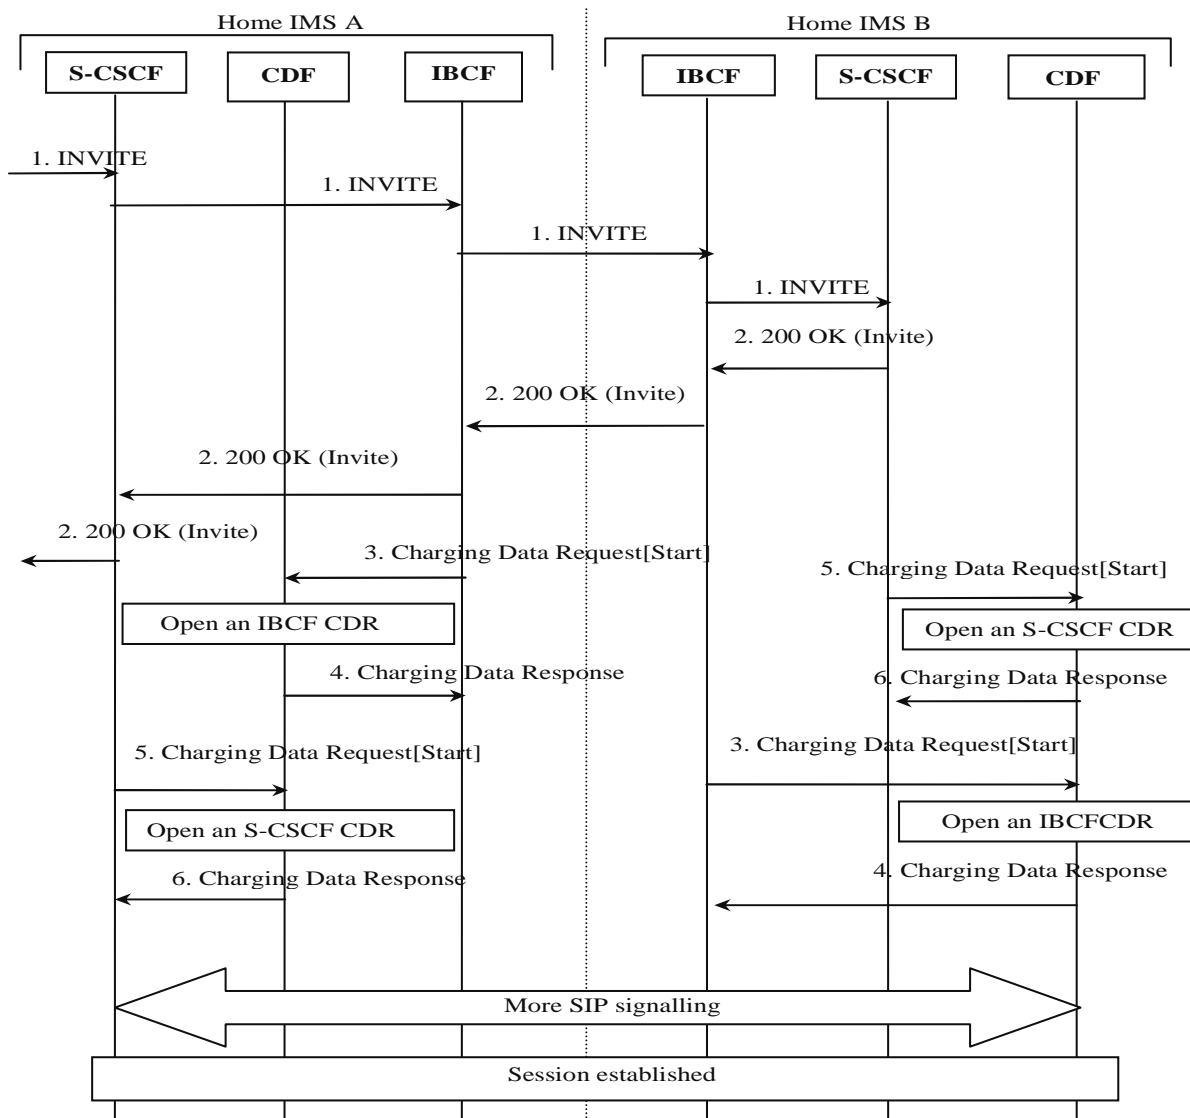 Home IMS A
Home IMS B
S-CSCF
CDF
IBCF
IBCF
S-CSCF
CDF
1. INVITE
1. INVITE
1. INVITE
1. INVITE
2. 200 OK (Invite)
2. 200 OK (Invite)
2. 200 OK (Invite)
2. 200 OK (Invite)
3. Charging Data Request[Start]
5. Charging Data Request[Start]
Open an IBCF CDR
Open an S-CSCF CDR
4. Charging Data Response
6. Charging Data Response
5. Charging Data Request[Start]
3. Charging Data Request[Start]
Open an S-CSCF CDR
Open an IBCFCDR
6. Charging Data Response
4. Charging Data Response
More SIP signalling
Session established